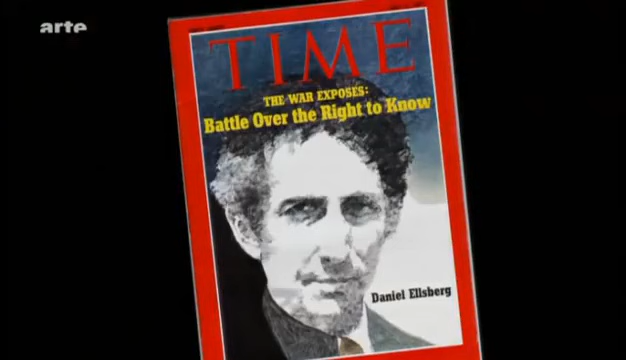 arte
TIME
THE WAR EXPOSES:
Battle Over the Right to Know
Daniel Ellsberg